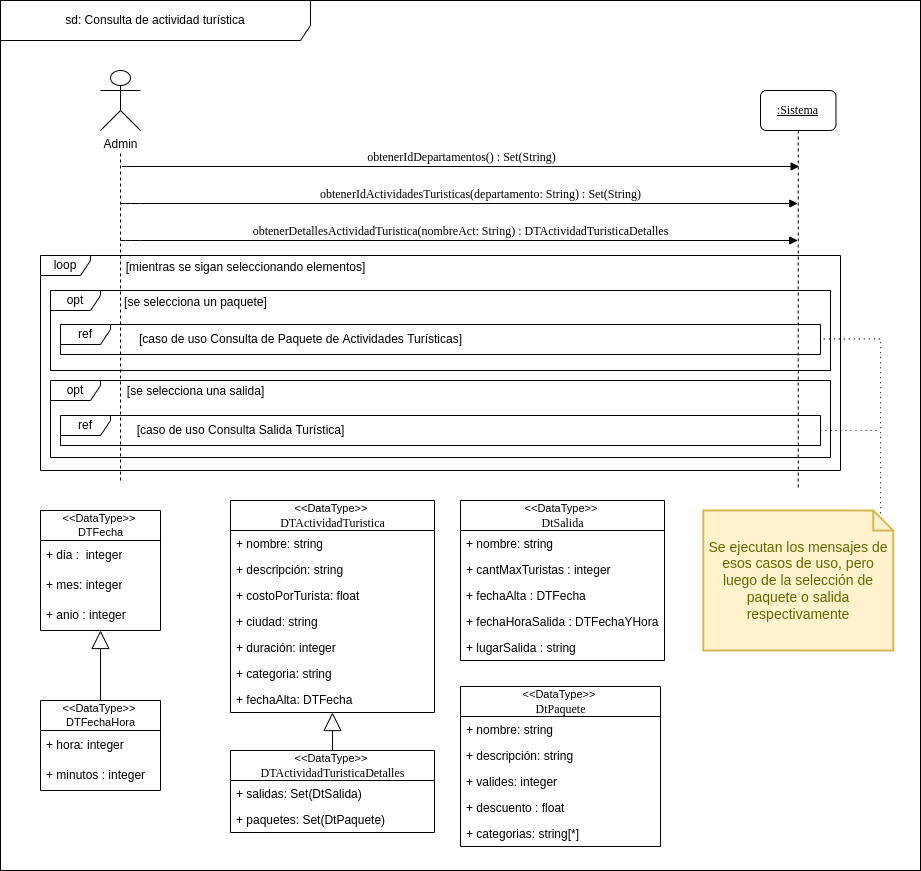 sd: Consulta de actividad turística
Admin
:Sistema
obtenerIdDepartamentos() : Set(String)
obtenerIdActividadesTuristicas(departamento: String) : Set(String)
obtenerDetallesActividadTuristica(nombreAct: String) : DTActividadTuristicaDetalles
loop
[mientras se sigan seleccionando elementos]
opt
[se selecciona un paquete]
ref
[caso de uso Consulta de Paquete de Actividades Turísticas]
opt
[se selecciona una salida]
ref
[caso de uso Consulta Salida Turística]
<<DataType>>
DTFecha
+ dia :  integer
+ mes: integer
+ anio : integer
<<DataType>>
DTFechaHora
+ hora: integer
+ minutos : integer
<<DataType>>
DTActividadTuristica
+ nombre: string
+ descripción: string
+ costoPorTurista: float
+ ciudad: string
+ duración: integer
+ categoria: string
+ fechaAlta: DTFecha
<<DataType>>
DTActividadTuristicaDetalles
+ salidas: Set(DtSalida)
+ paquetes: Set(DtPaquete)
<<DataType>>
DtSalida
+ nombre: string
+ cantMaxTuristas : integer
+ fechaAlta : DTFecha
+ fechaHoraSalida : DTFechaYHora
+ lugarSalida : string
<<DataType>>
DtPaquete
+ nombre: string
+ descripción: string
+ valides: integer
+ descuento : float
+ categorias: string[*]
Se ejecutan los mensajes de
esos casos de uso, pero
luego de la selección de
paquete o salida
respectivamente